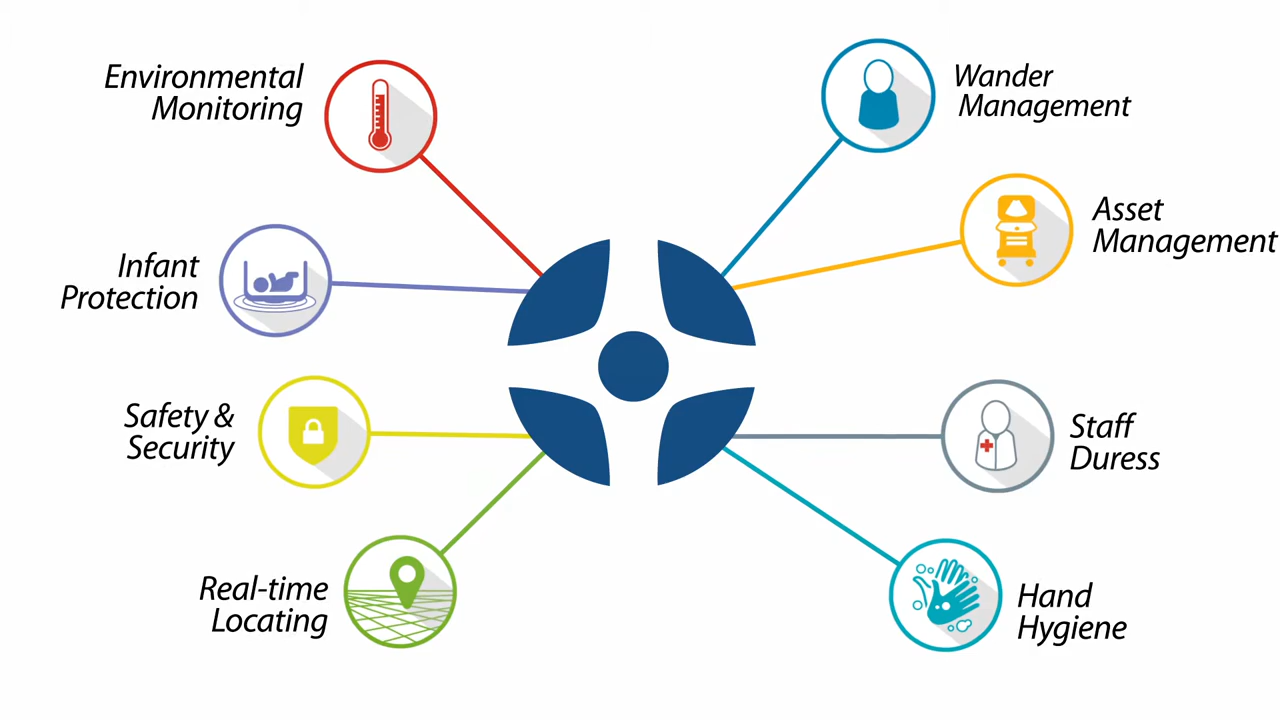 Environmental
Monitoring
Infant
Protection
Safety &
Security
Real-time
Locating
Wander
Management
Asset
Management
Staff
Duress
Hand
Hygiene